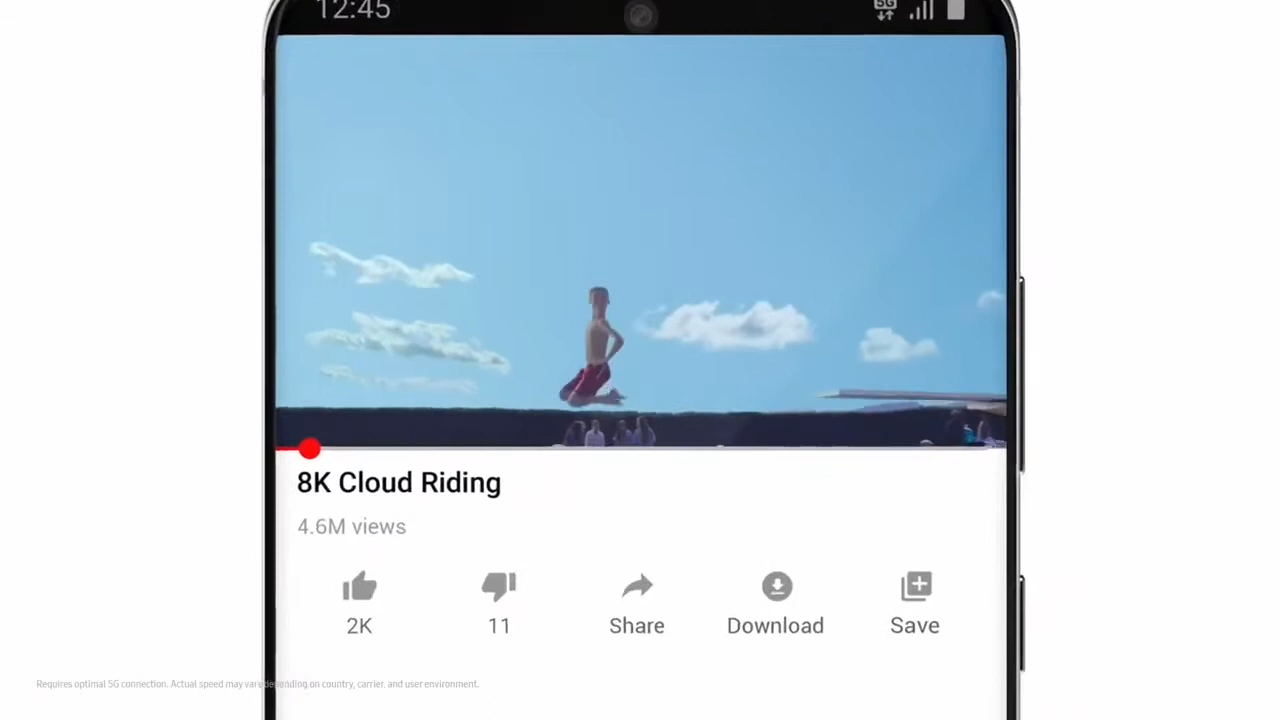 12:45
5G
8K Cloud Riding
4.6M views
2K
11
Share
Download
Save
Requires optimal 5G connection. Actual speed may vary depending on country, carrier, and user environment.